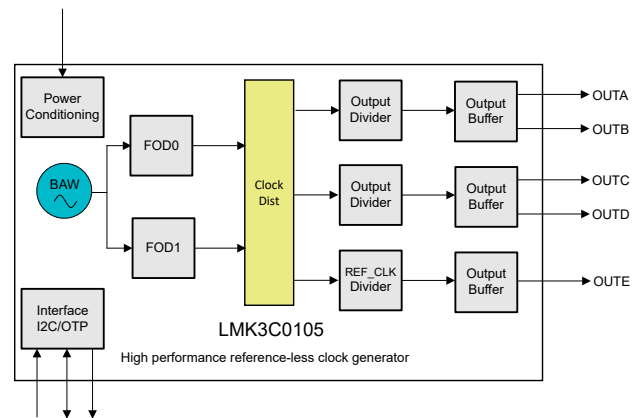 Power
Conditioning
BAW
FOD0
FOD1
Clock
Dist
Output
Divider
Output
Buffer
OUTA
OUTB
Output
Divider
Output
Buffer
OUTC
OUTD
REF_CLK
Divider
Output
Buffer
OUTE
Interface
I2C/OTP
LMK3C0105
High performance reference-less clock generator